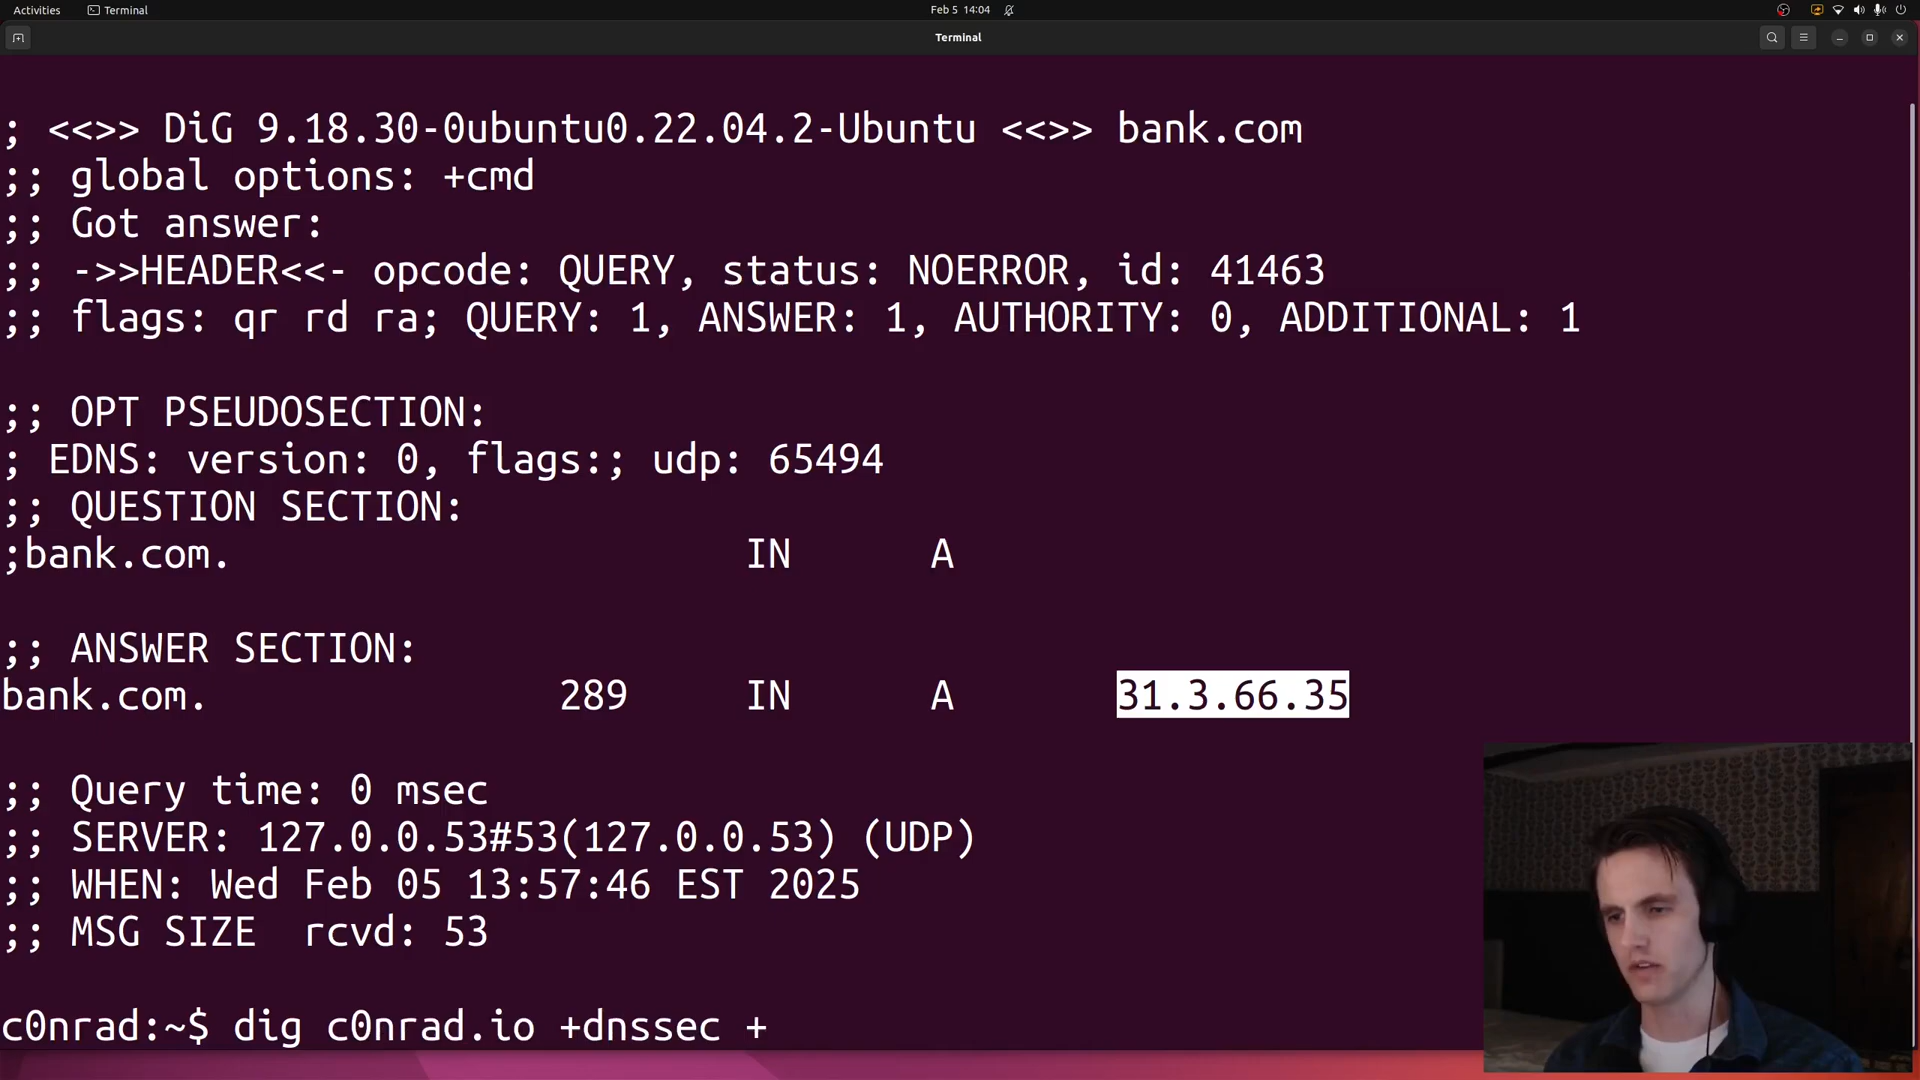 Activities
Terminal
Feb 5 14:04
Terminal
; <<>> DiG 9.18.30-0ubuntu0.22.04.2-Ubuntu <<>> bank.com
;; global options: +cmd
;; Got answer:
;; ->>HEADER<<- opcode: QUERY, status: NOERROR, id: 41463
;; flags: qr rd ra; QUERY: 1, ANSWER: 1, AUTHORITY: 0, ADDITIONAL: 1
;; OPT PSEUDOSECTION:
; EDNS: version: 0, flags:; udp: 65494
;; QUESTION SECTION:
;bank.com. IN A
;; ANSWER SECTION:
bank.com. 289 IN A 31.3.66.35
;; Query time: 0 msec
;; SERVER: 127.0.0.53#53(127.0.0.53) (UDP)
;; WHEN: Wed Feb 05 13:57:46 EST 2025
;; MSG SIZE rcvd: 53
c0nrad:~$ dig c0nrad.io +dnssec +